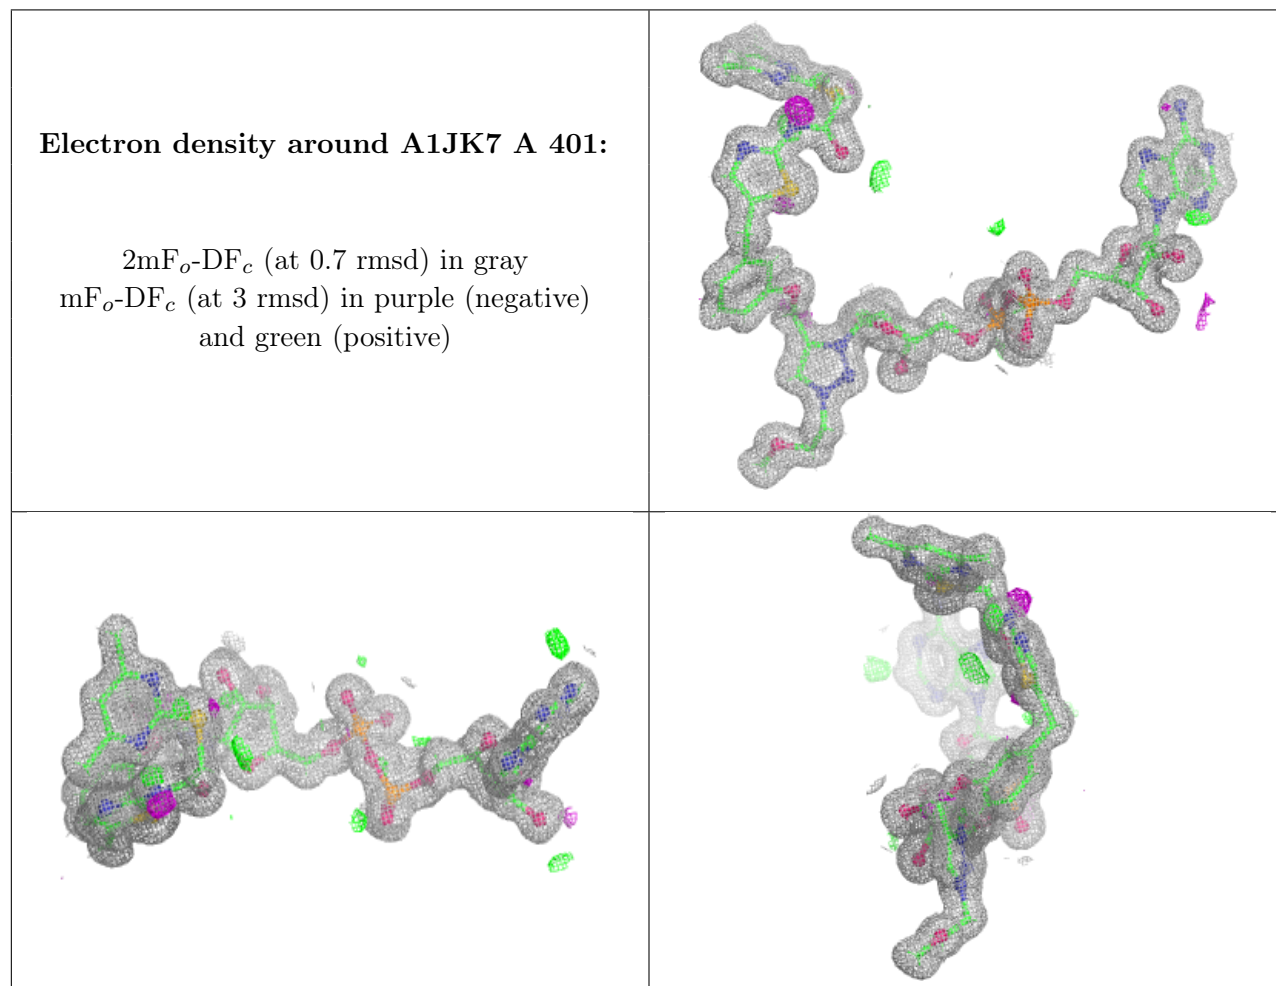 Electron density around A1JK7 A 401:
2mFo-DFc (at 0.7 rmsd) in gray
mFo-DFc (at 3 rmsd) in purple (negative)
and green (positive)